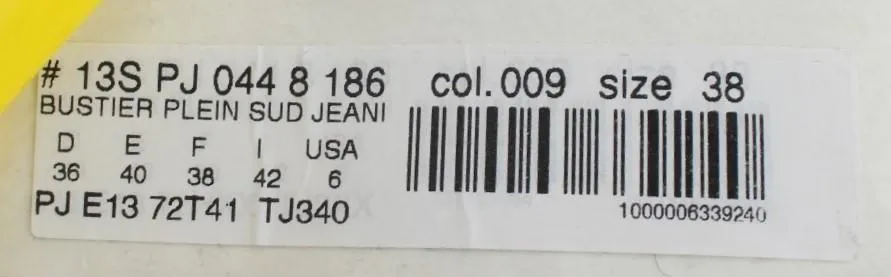 # 13S PJ 044 8 186 col.009 size 38
BUSTIER PLEIN SUD JEANI
D E F I USA
36 40 38 42 6
PJ E13 72T41 TJ340
1000006339240